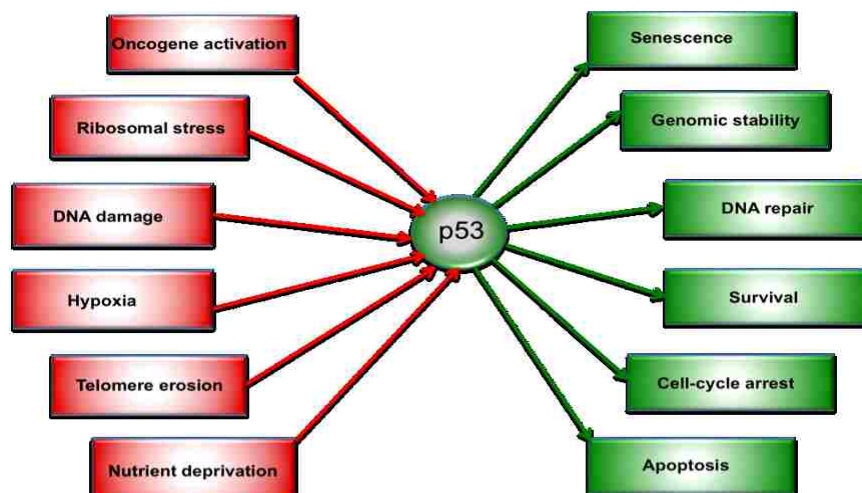 Oncogene activation
Ribosomal stress
DNA damage
Hypoxia
Telomere erosion
Nutrient deprivation
p53
Senescence
Genomic stability
DNA repair
Survival
Cell-cycle arrest
Apoptosis